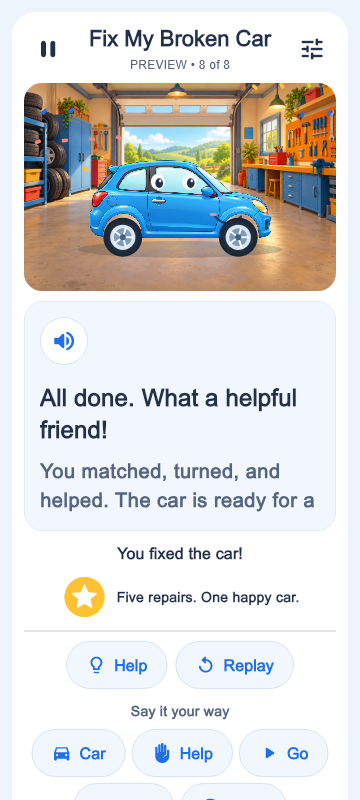 Fix My Broken Car
PREVIEW • 8 of 8
All done. What a helpful
friend!
You matched, turned, and
helped. The car is ready for a
You fixed the car!
Five repairs. One happy car.
Help
Replay
Say it your way
Car
Help
Go